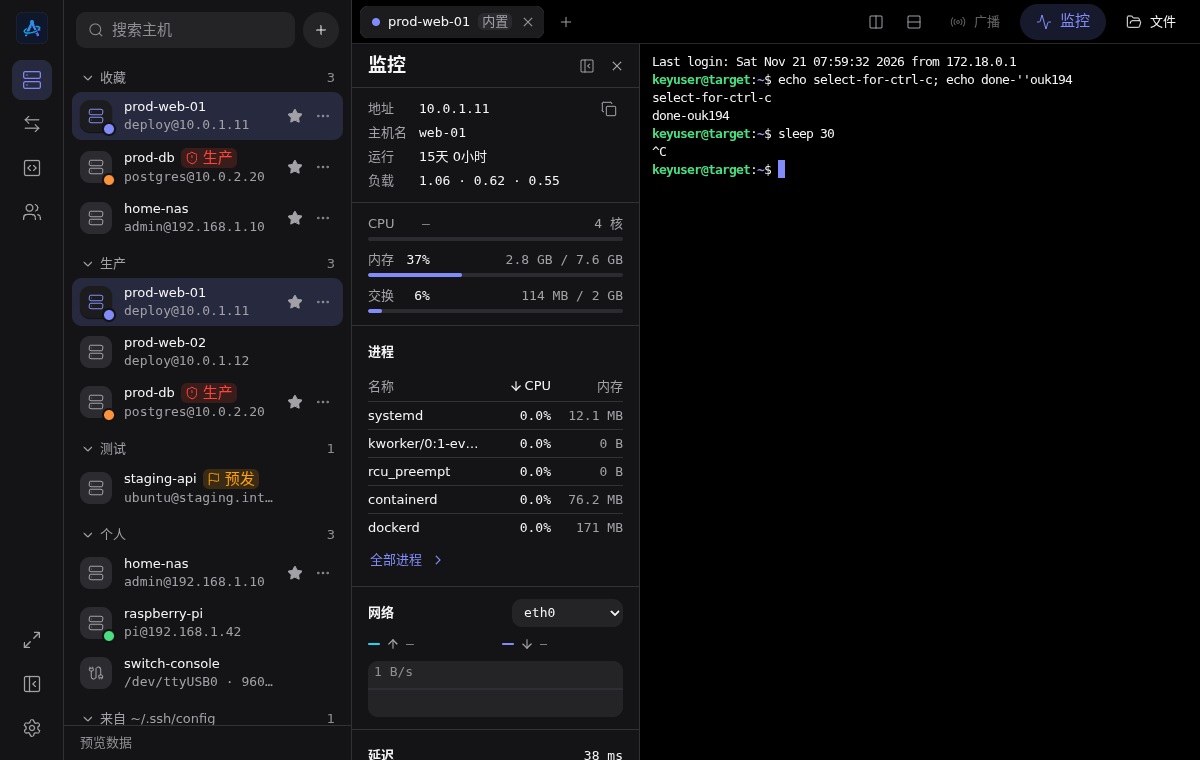 搜索主机
收藏 3
prod-web-01
deploy@10.0.1.11
prod-db 生产
postgres@10.0.2.20
home-nas
admin@192.168.1.10
生产 3
prod-web-01
deploy@10.0.1.11
prod-web-02
deploy@10.0.1.12
prod-db 生产
postgres@10.0.2.20
测试 1
staging-api 预发
ubuntu@staging.int…
个人 3
home-nas
admin@192.168.1.10
raspberry-pi
pi@192.168.1.42
switch-console
/dev/ttyUSB0 · 960…
来自 ~/.ssh/config 1
预览数据
prod-web-01 内置
广播 监控 文件
监控
地址 10.0.1.11
主机名 web-01
运行 15天 0小时
负载 1.06 · 0.62 · 0.55
CPU — 4 核
内存 37% 2.8 GB / 7.6 GB
交换 6% 114 MB / 2 GB
进程
名称 CPU 内存
systemd 0.0% 12.1 MB
kworker/0:1-ev… 0.0% 0 B
rcu_preempt 0.0% 0 B
containerd 0.0% 76.2 MB
dockerd 0.0% 171 MB
全部进程
网络 eth0
↑ — ↓ —
1 B/s
延迟 38 ms
Last login: Sat Nov 21 07:59:32 2026 from 172.18.0.1
keyuser@target:~$ echo select-for-ctrl-c; echo done-''ouk194
select-for-ctrl-c
done-ouk194
keyuser@target:~$ sleep 30
^C
keyuser@target:~$